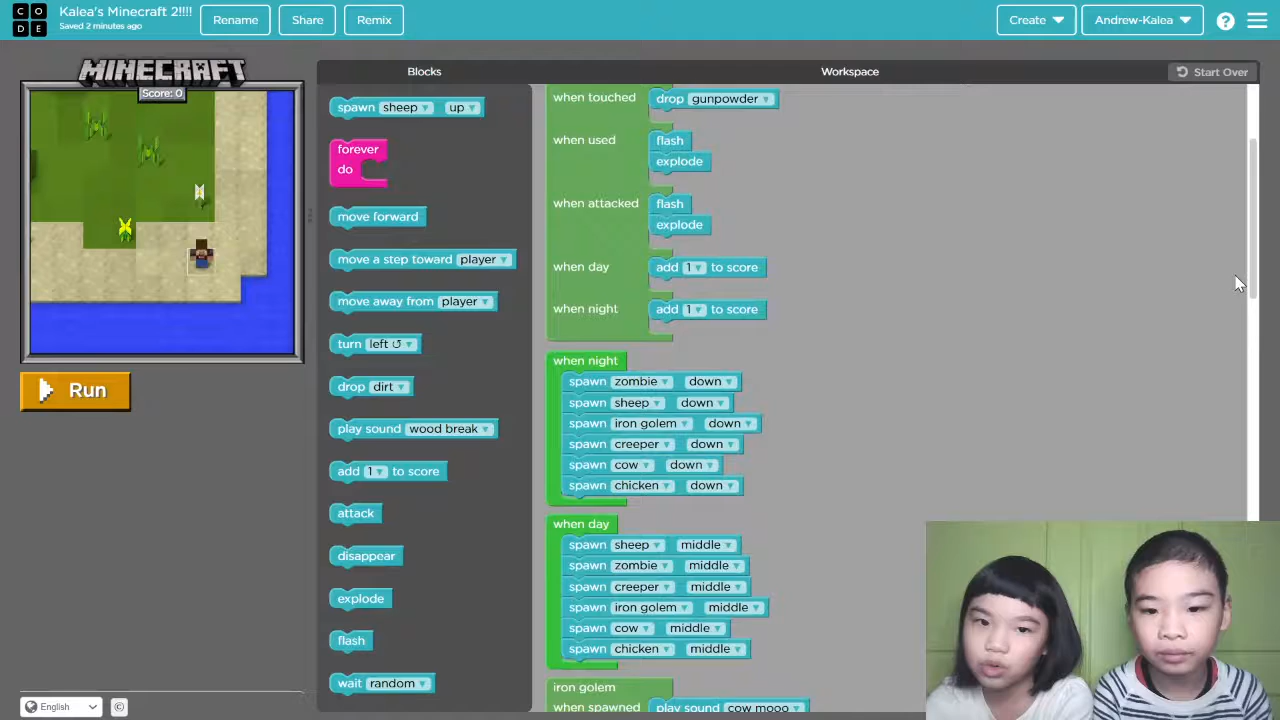 CO
DE
Kalea's Minecraft 2!!!!
Saved 2 minutes ago
Rename
Share
Remix
Create
Andrew-Kalea
?
MINECRAFT
Score: 0
Blocks
Workspace
Start Over
spawn sheep up
forever
do
move forward
move a step toward player
move away from player
turn left ↺
drop dirt
play sound wood break
add 1 to score
attack
disappear
explode
flash
wait random
when touched drop gunpowder
when used flash
explode
when attacked flash
explode
when day add 1 to score
when night add 1 to score
when night
spawn zombie down
spawn sheep down
spawn iron golem down
spawn creeper down
spawn cow down
spawn chicken down
when day
spawn sheep middle
spawn zombie middle
spawn creeper middle
spawn iron golem middle
spawn cow middle
spawn chicken middle
iron golem
when spawned play sound cow mooo
Run
English
©